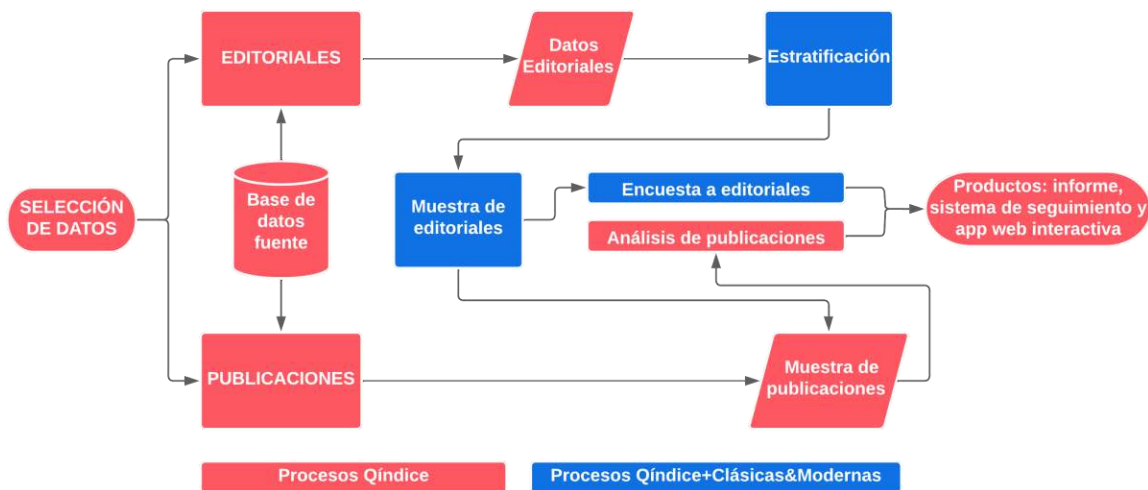 EDITORIALES
Datos
Editoriales
Estratificación
SELECCIÓN
DE DATOS
Base de
datos
fuente
Muestra de
editoriales
Encuesta a editoriales
Análisis de publicaciones
Productos: informe,
sistema de seguimiento y
app web interactiva
PUBLICACIONES
Muestra de
publicaciones
Procesos Qíndice
Procesos Qíndice+Clásicas&Modernas